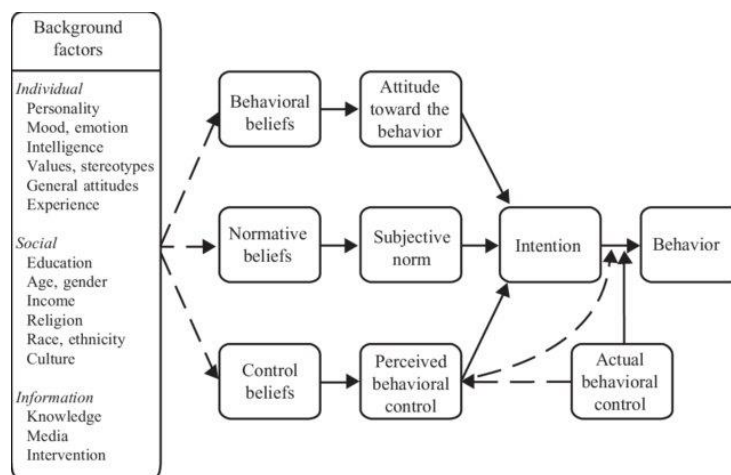 Background
factors
Individual
Personality
Mood, emotion
Intelligence
Values, stereotypes
General attitudes
Experience
Social
Education
Age, gender
Income
Religion
Race, ethnicity
Culture
Information
Knowledge
Media
Intervention
Behavioral
beliefs
Attitude
toward the
behavior
Normative
beliefs
Subjective
norm
Intention
Behavior
Control
beliefs
Perceived
behavioral
control
Actual
behavioral
control